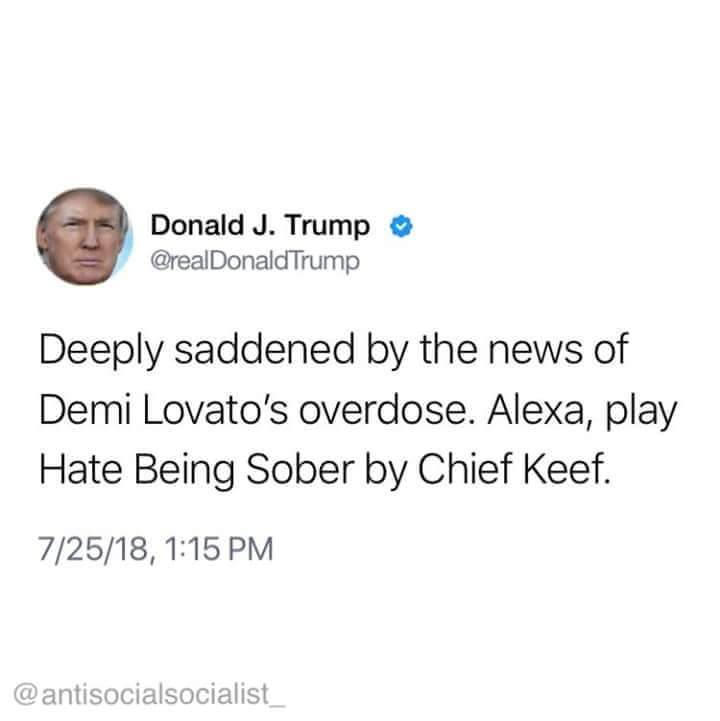 Donald J. Trump
@realDonaldTrump
Deeply saddened by the news of
Demi Lovato's overdose. Alexa, play
Hate Being Sober by Chief Keef.
7/25/18, 1:15 PM
@antisocialsocialist_